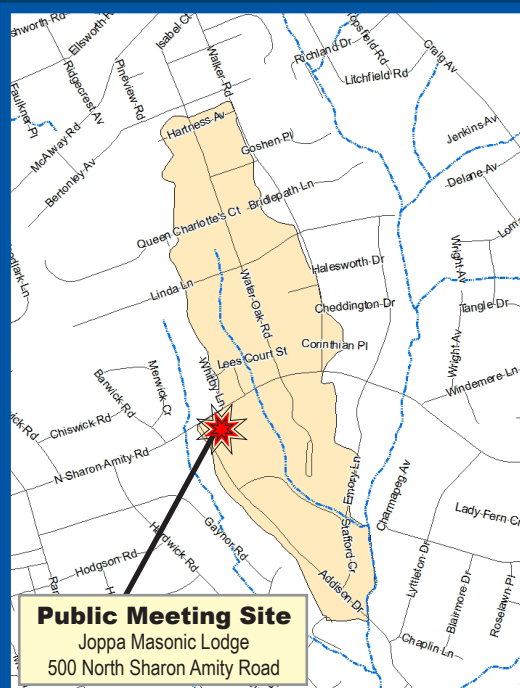 Ellsworth R
Isabel Ct
Walker Rd
Richland Dr
Craig Av
Litchfield Rd
Ridgecrest Av
Pineview Rd
McAlway Rd
Bertonley Av
Hartness Av
Goshen Pl
Jenkins Av
Delane Av
Queen Charlotte's Ct
Bridlepath Ln
Linda Ln
Water Oak Rd
Halesworth Dr
Wright Av
Cheddington Dr
Tangle Dr
Corinthian Pl
Wright Av
Lees Court St
Whitby Ln
Merwick Ct
Barwick Rd
Windemere Ln
Chiswick Rd
N Sharon Amity Rd
Emory Ln
Charmapeg Av
Lady Fern C
Gaynor Rd
Hardwick Rd
Stafford Cr
Hodgson Rd
Addison Dr
Lyttleton Dr
Blairmore Dr
Roselawn Pl
Chaplin Ln
Public Meeting Site
Joppa Masonic Lodge
500 North Sharon Amity Road